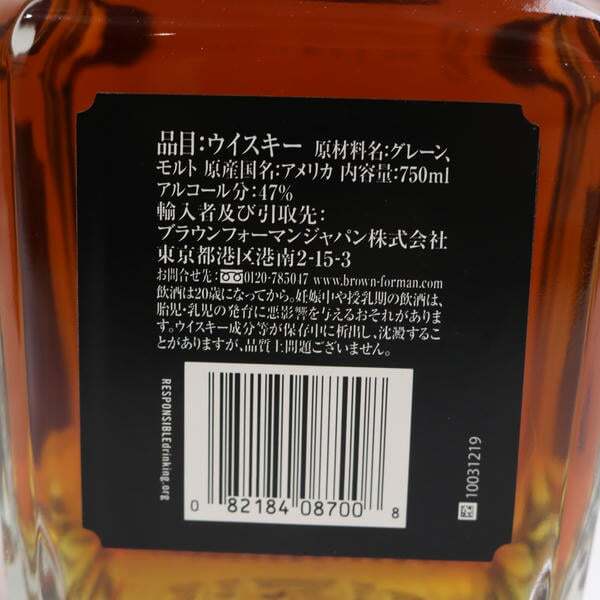 品目：ウイスキー 原材料名：グレーン、
モルト 原産国名：アメリカ 内容量：750ml
アルコール分：47%
輸入者及び引取先：
ブラウンフォーマンジャパン株式会社
東京都港区港南2-15-3
お問合せ先：0120-785047 www.brown-forman.com
飲酒は20歳になってから。妊娠中や授乳期の飲酒は、
胎児・乳児の発育に悪影響を与えるおそれがありま
す。ウイスキー成分等が保存中に析出し、沈澱するこ
とがありますが、品質上問題ございません。
RESPONSIBLEdrinking.org
0 82184 08700 8
10031219